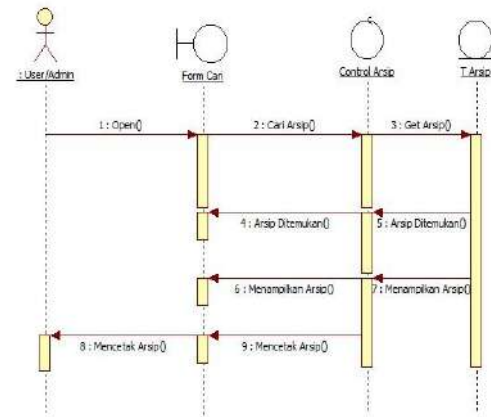 : User/Admin
Form Cari
Control Arsip
T Arsip
1 : Open()
2 : Cari Arsip()
3 : Get Arsip()
4 : Arsip Ditemukan()
5 : Arsip Ditemukan()
6 : Menampilkan Arsip()
7 : Menampilkan Arsip()
8 : Mencetak Arsip()
9 : Mencetak Arsip()